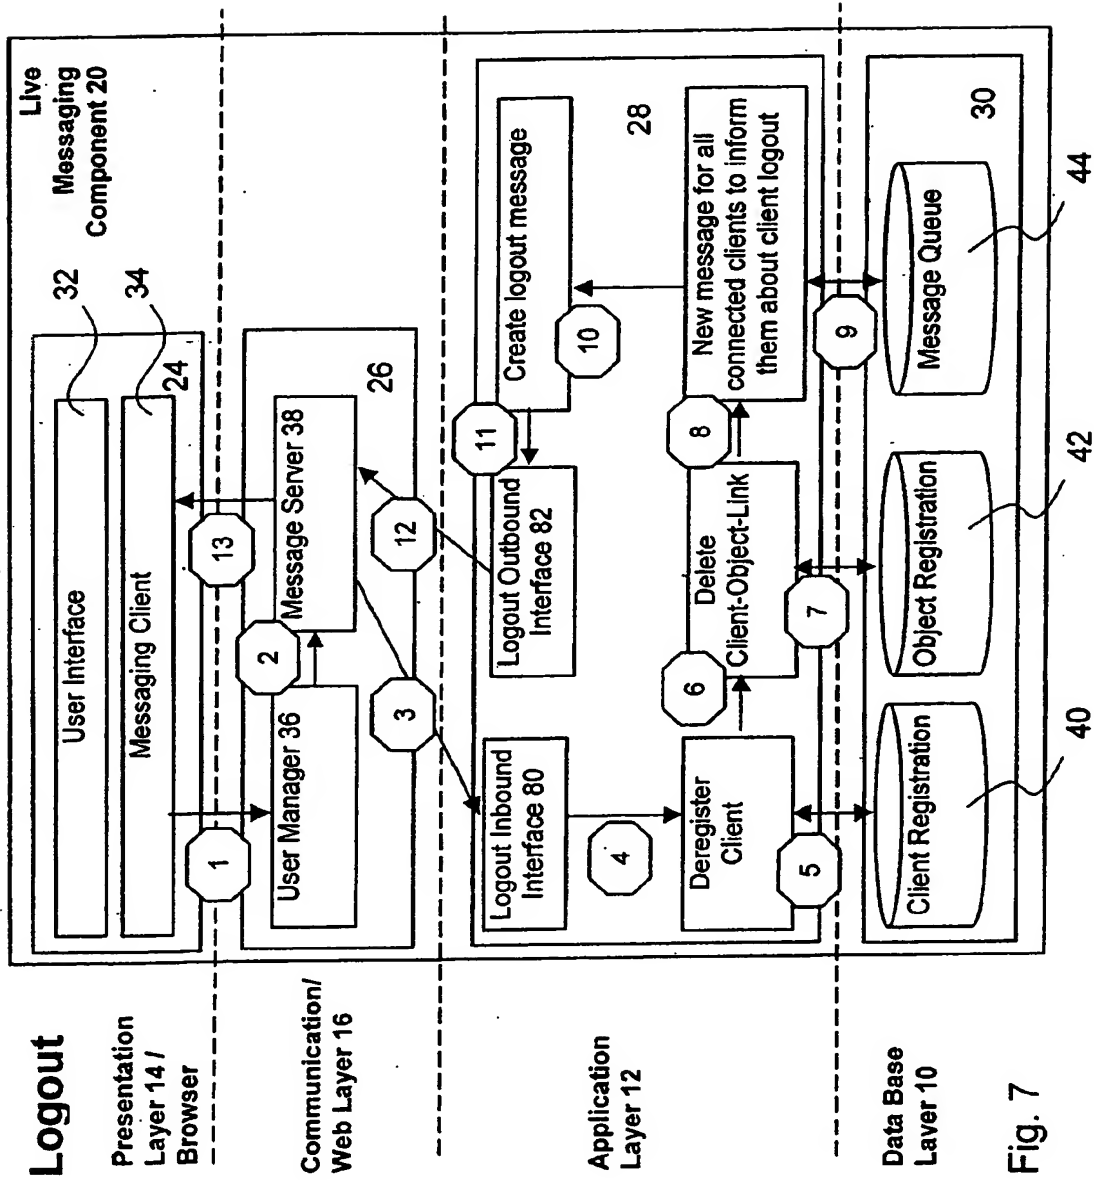 Logout
Live
Messaging
Component 20
Presentation
Layer 14 /
Browser
User Interface
32
Messaging Client
34
24
1
13
Communication/
Web Layer 16
User Manager 36
2
Message Server 38
26
3
12
Application
Layer 12
Logout Inbound
Interface 80
Logout Outbound
Interface 82
11
Create logout message
28
4
10
Deregister
Client
6
Delete
Client-Object-Link
8
New message for all
connected clients to inform
them about client logout
5
7
9
Data Base
Laver 10
Client Registration
Object Registration
Message Queue
30
40
42
44
Fig. 7